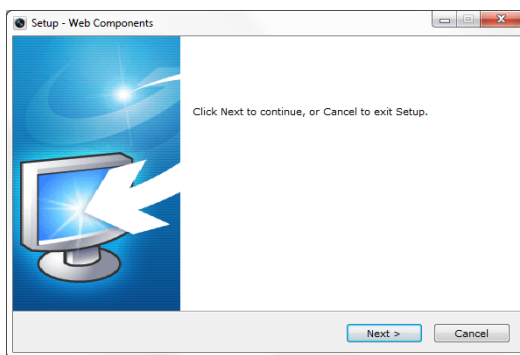 Setup - Web Components
Click Next to continue, or Cancel to exit Setup.
Next >
Cancel